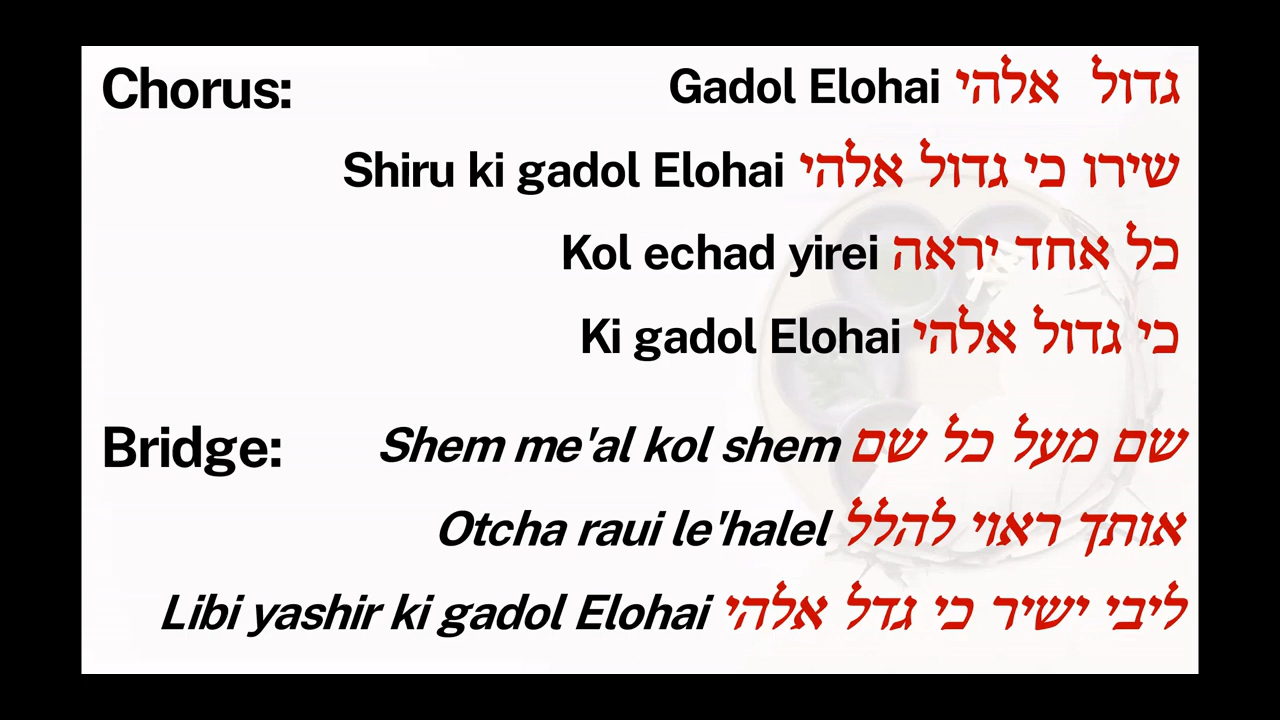 Chorus: Gadol Elohai גדול אלהי
Shiru ki gadol Elohai שירו כי גדול אלהי
Kol echad yirei כל אחד יראה
Ki gadol Elohai כי גדול אלהי
Bridge: Shem me'al kol shem שם מעל כל שם
Otcha raui le'halel אותך ראוי להלל
Libi yashir ki gadol Elohai ליבי ישיר כי גדל אלהי